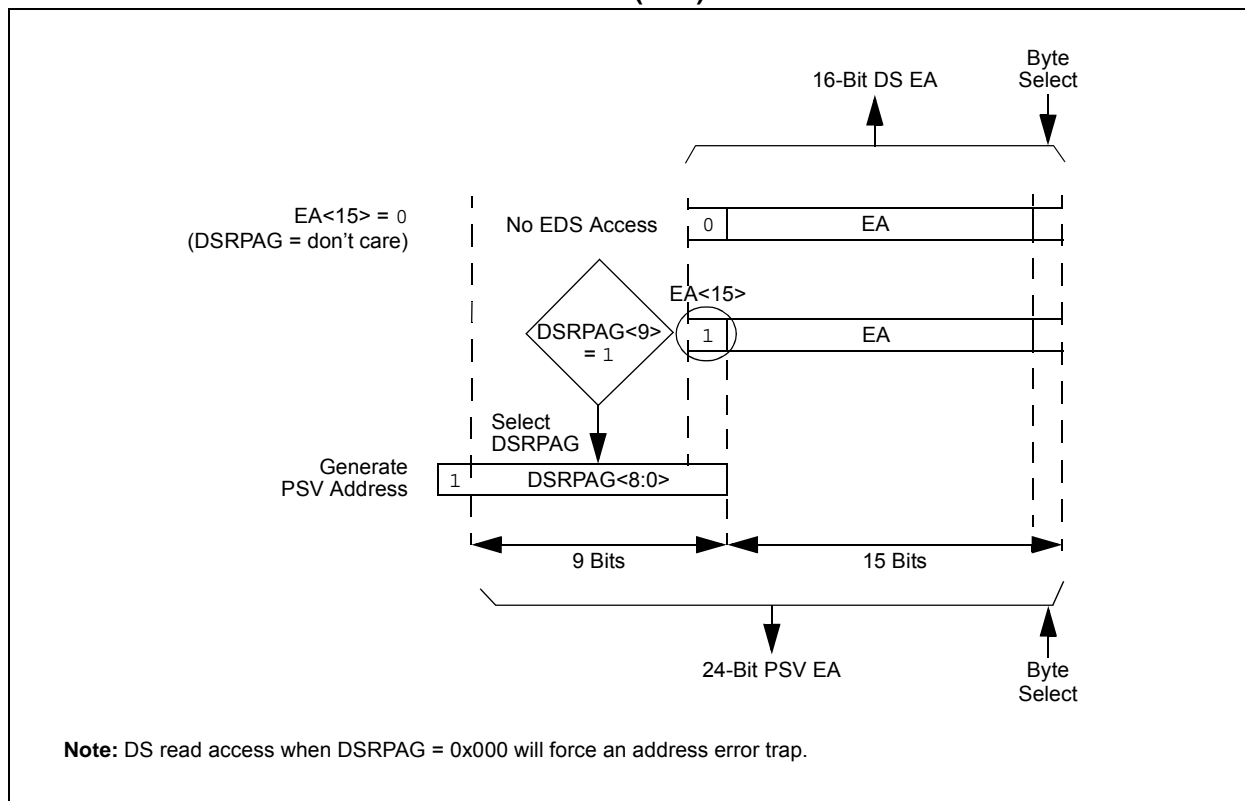 16-Bit DS EA
Byte
Select
EA<15> = 0
(DSRPAG = don't care)
No EDS Access
0
EA
EA<15>
DSRPAG<9>
= 1
1
EA
Select
DSRPAG
Generate
PSV Address
1
DSRPAG<8:0>
9 Bits
15 Bits
24-Bit PSV EA
Byte
Select
Note: DS read access when DSRPAG = 0x000 will force an address error trap.